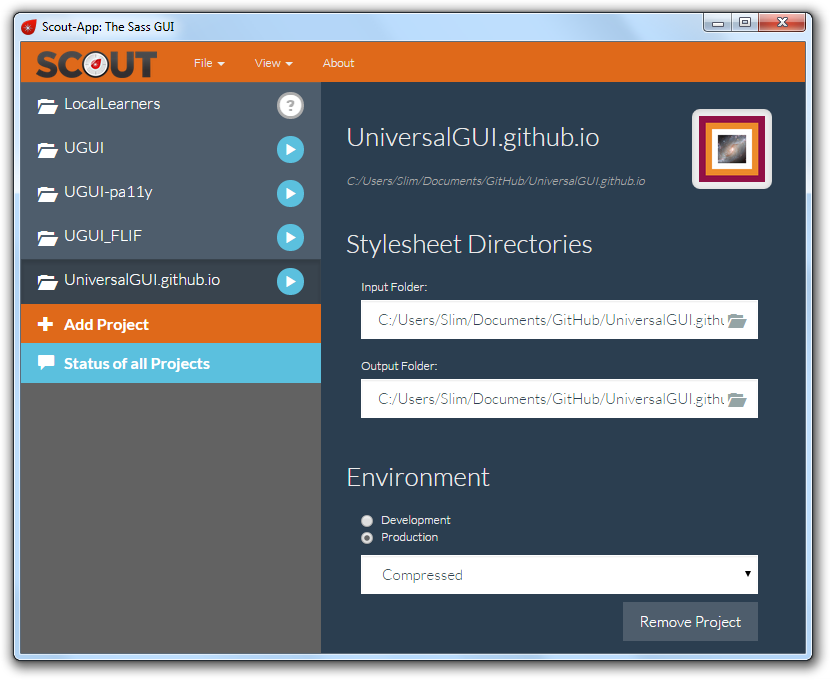 Scout-App: The Sass GUI
SCOUT File View About
LocalLearners ?
UGUI
UGUI-pa11y
UGUI_FLIF
UniversalGUI.github.io
Add Project
Status of all Projects
UniversalGUI.github.io
C:/Users/Slim/Documents/GitHub/UniversalGUI.github.io
Stylesheet Directories
Input Folder:
C:/Users/Slim/Documents/GitHub/UniversalGUI.githu
Output Folder:
C:/Users/Slim/Documents/GitHub/UniversalGUI.githu
Environment
Development
Production
Compressed
Remove Project